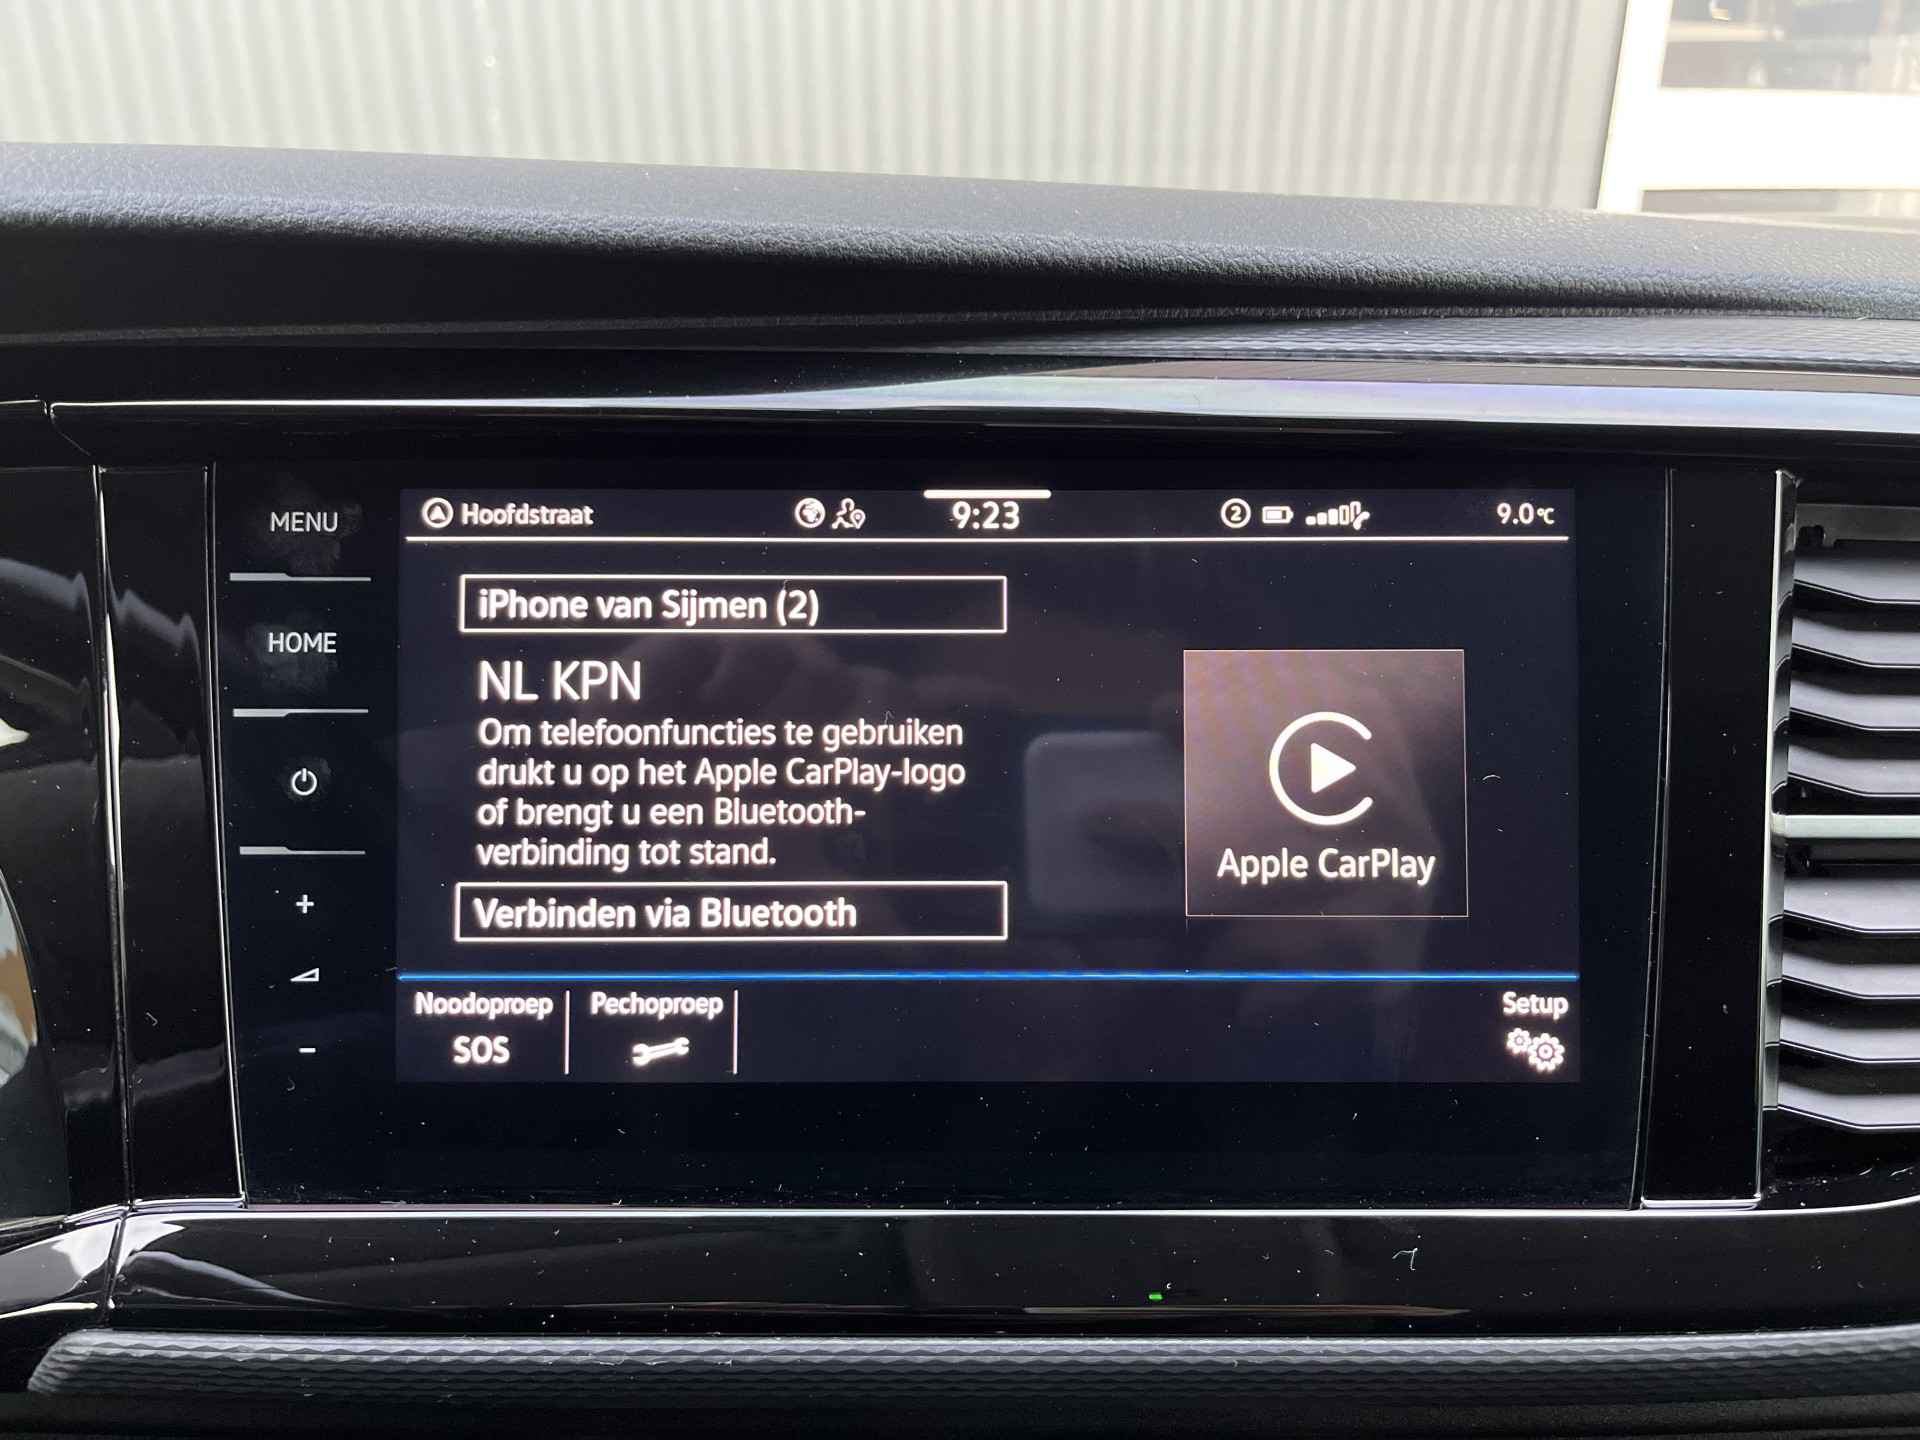 MENU
HOME
Hoofdstraat
9:23
2
9.0°C
iPhone van Sijmen (2)
NL KPN
Om telefoonfuncties te gebruiken
drukt u op het Apple CarPlay-logo
of brengt u een Bluetooth-
verbinding tot stand.
Verbinden via Bluetooth
Apple CarPlay
Noodoproep
SOS
Pechoproep
Setup